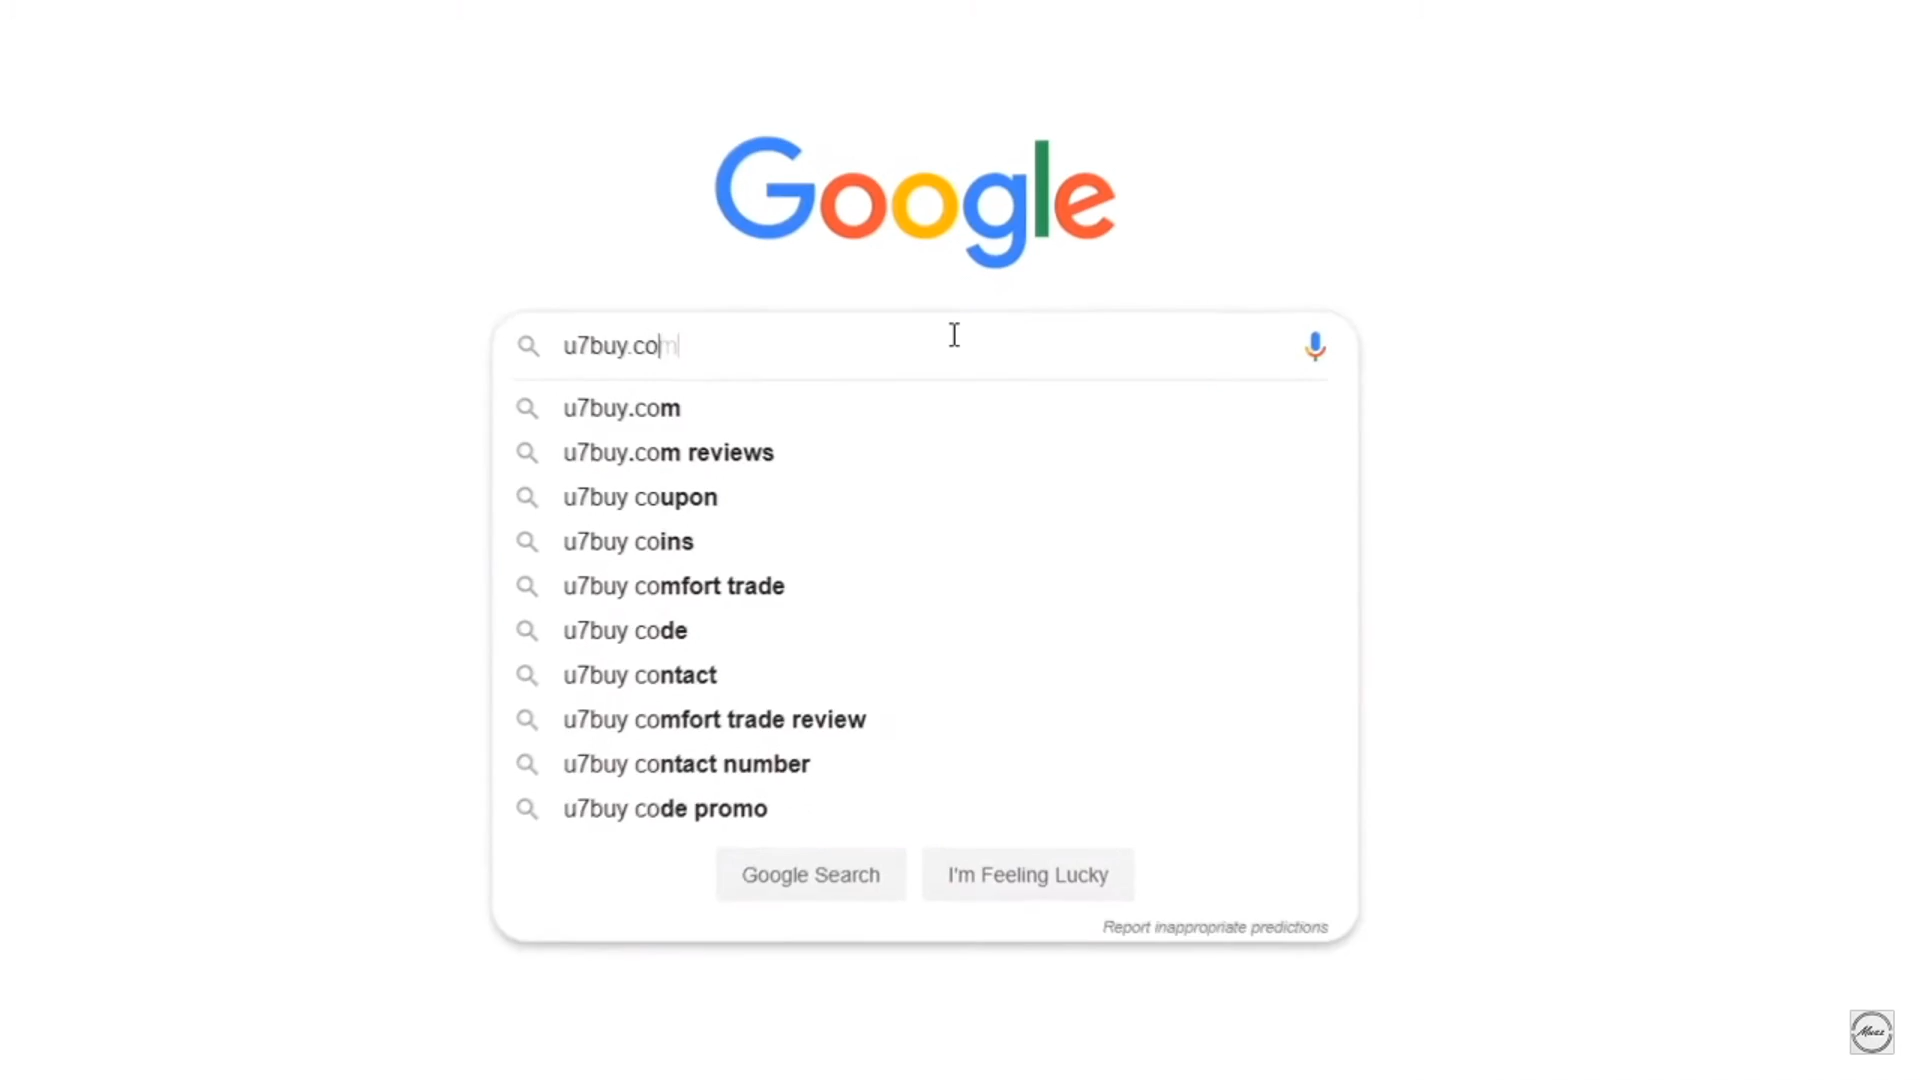 Google
u7buy.com
u7buy.com
u7buy.com reviews
u7buy coupon
u7buy coins
u7buy comfort trade
u7buy code
u7buy contact
u7buy comfort trade review
u7buy contact number
u7buy code promo
Google Search
I'm Feeling Lucky
Report inappropriate predictions
Muzz